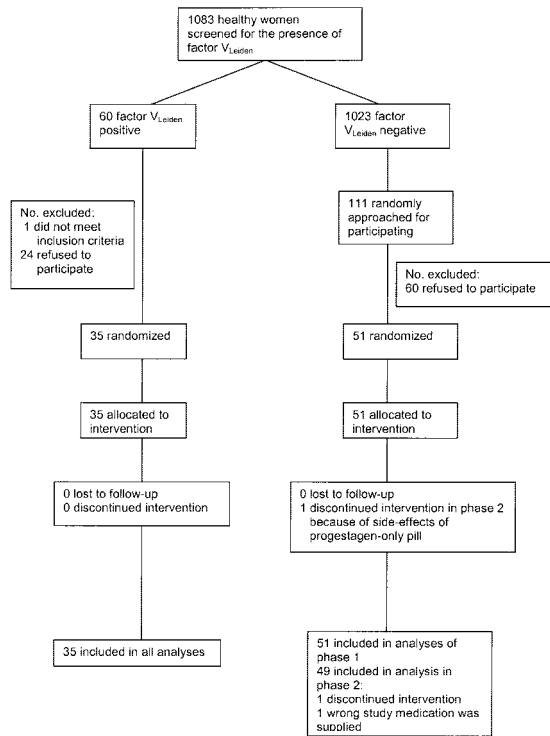 1083 healthy women
screened for the presence of
factor V Leiden
60 factor V Leiden
positive
1023 factor
V Leiden negative
No. excluded:
1 did not meet
inclusion criteria
24 refused to
participate
111 randomly
approached for
participating
No. excluded:
60 refused to participate
35 randomized
51 randomized
35 allocated to
intervention
51 allocated to
intervention
0 lost to follow-up
0 discontinued intervention
0 lost to follow-up
1 discontinued intervention in phase 2
because of side-effects of
progestagen-only pill
35 included in all analyses
51 included in analyses of
phase 1
49 included in analysis in
phase 2:
1 discontinued intervention
1 wrong study medication was
supplied